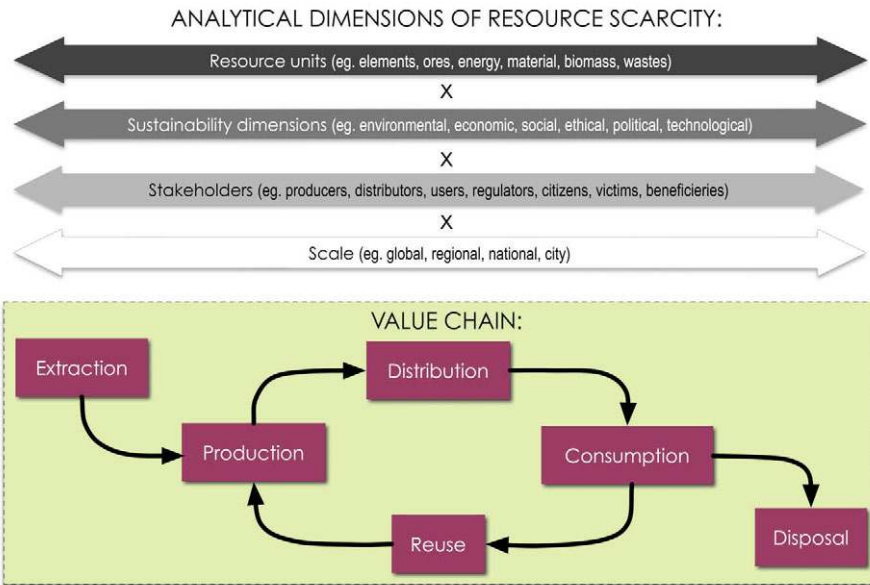 ANALYTICAL DIMENSIONS OF RESOURCE SCARCITY:
Resource units (eg. elements, ores, energy, material, biomass, wastes)
X
Sustainability dimensions (eg. environmental, economic, social, ethical, political, technological)
X
Stakeholders (eg. producers, distributors, users, regulators, citizens, victims, beneficieries)
X
Scale (eg. global, regional, national, city)
VALUE CHAIN:
Extraction
Distribution
Production
Consumption
Reuse
Disposal